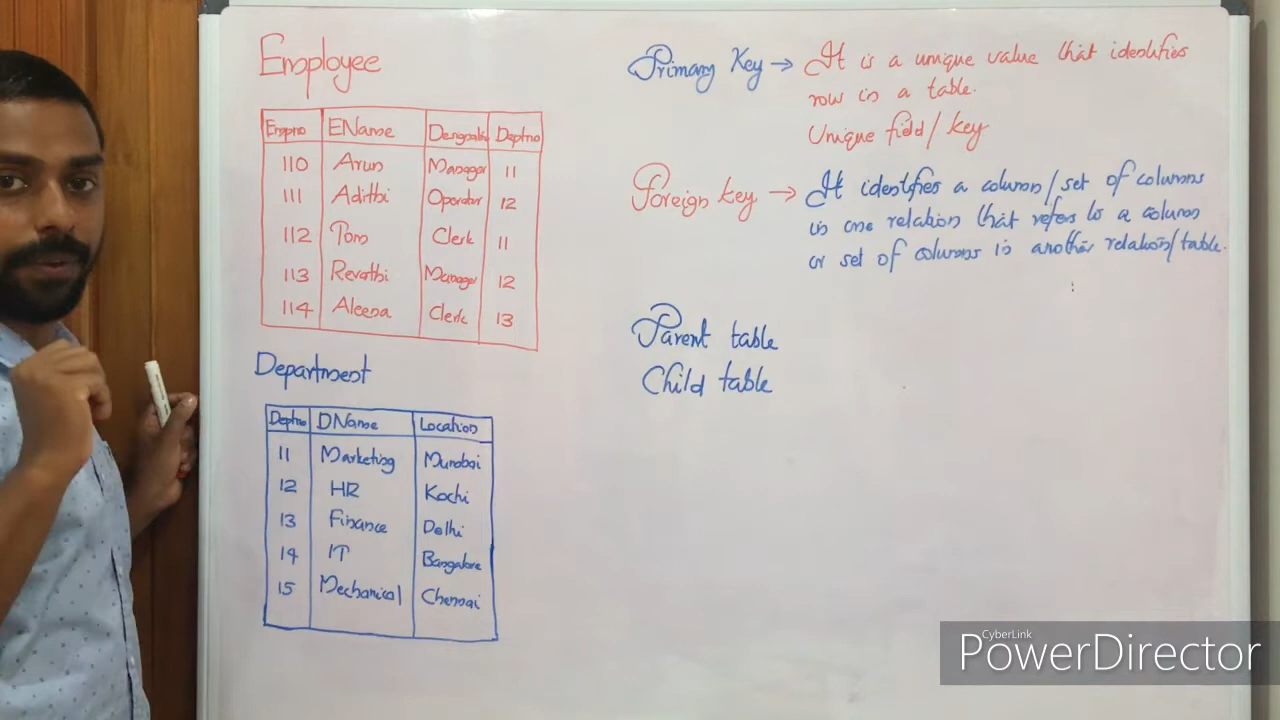 Employee
Empno EName Designation Deptno
110 Arun Manager 11
111 Adithi Operator 12
112 Tom Clerk 11
113 Revathi Manager 12
114 Aleena Clerk 13
Department
Deptno DName Location
11 Marketing Mumbai
12 HR Kochi
13 Finance Delhi
14 IT Bangalore
15 Mechanical Chennai
Primary Key → It is a unique value that identifies
row in a table.
Unique field/key
Foreign key → It identifies a column/set of columns
in one relation that refers to a column
or set of columns in another relation/table.
Parent table
Child table
CyberLink
PowerDirector